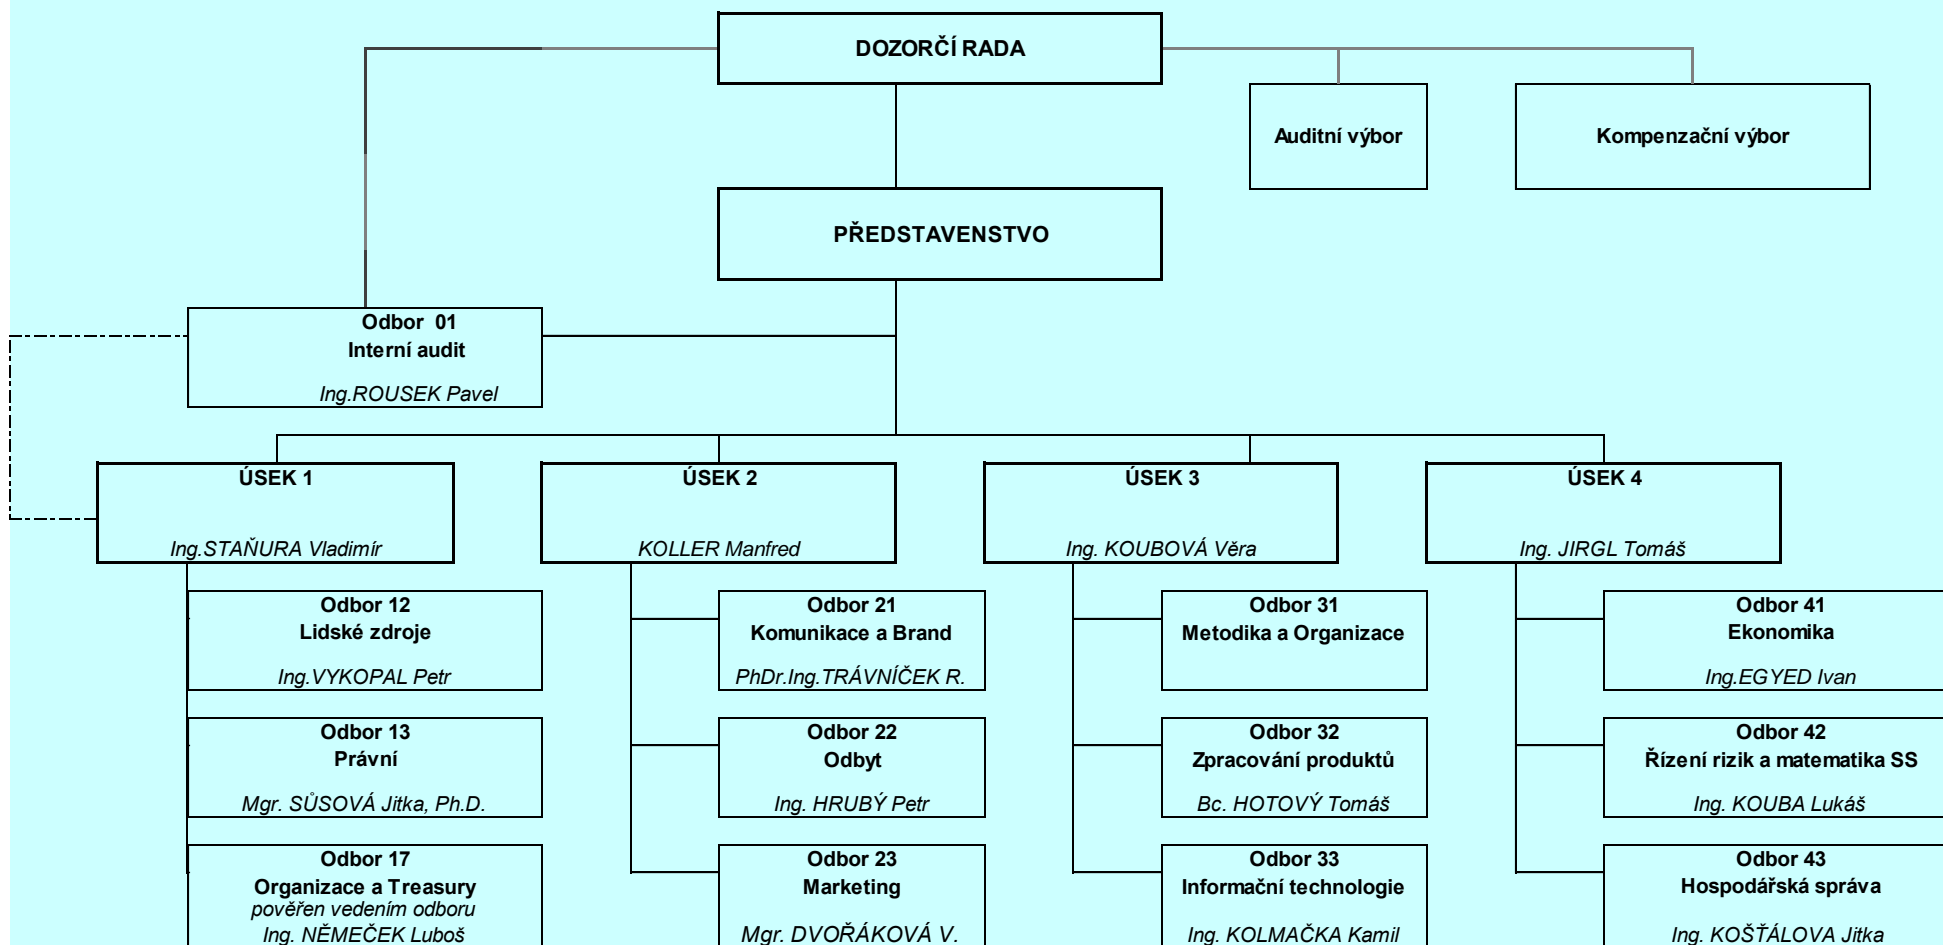 DOZORČÍ RADA
Auditní výbor
Kompenzační výbor
PŘEDSTAVENSTVO
Odbor  01
Interní audit
Ing.ROUSEK Pavel
ÚSEK 1
Ing.STAŇURA Vladimír
ÚSEK 2
KOLLER Manfred
ÚSEK 3
Ing. KOUBOVÁ Věra
ÚSEK 4
Ing. JIRGL Tomáš
Odbor 12
Lidské zdroje
Ing.VYKOPAL Petr
Odbor 21
Komunikace a Brand
PhDr.Ing.TRÁVNÍČEK R.
Odbor 31
Metodika a Organizace
Odbor 41
Ekonomika
Ing.EGYED Ivan
Odbor 13
Právní
Mgr. SŮSOVÁ Jitka, Ph.D.
Odbor 22
Odbyt
Ing. HRUBÝ Petr
Odbor 32
Zpracování produktů
Bc. HOTOVÝ Tomáš
Odbor 42
Řízení rizik a matematika SS
Ing. KOUBA Lukáš
Odbor 17
Organizace a Treasury
pověřen vedením odboru
Ing. NĚMEČEK Luboš
Odbor 23
Marketing
Mgr. DVOŘÁKOVÁ V.
Odbor 33
Informační technologie
Ing. KOLMAČKA Kamil
Odbor 43
Hospodářská správa
Ing. KOŠŤÁLOVA Jitka